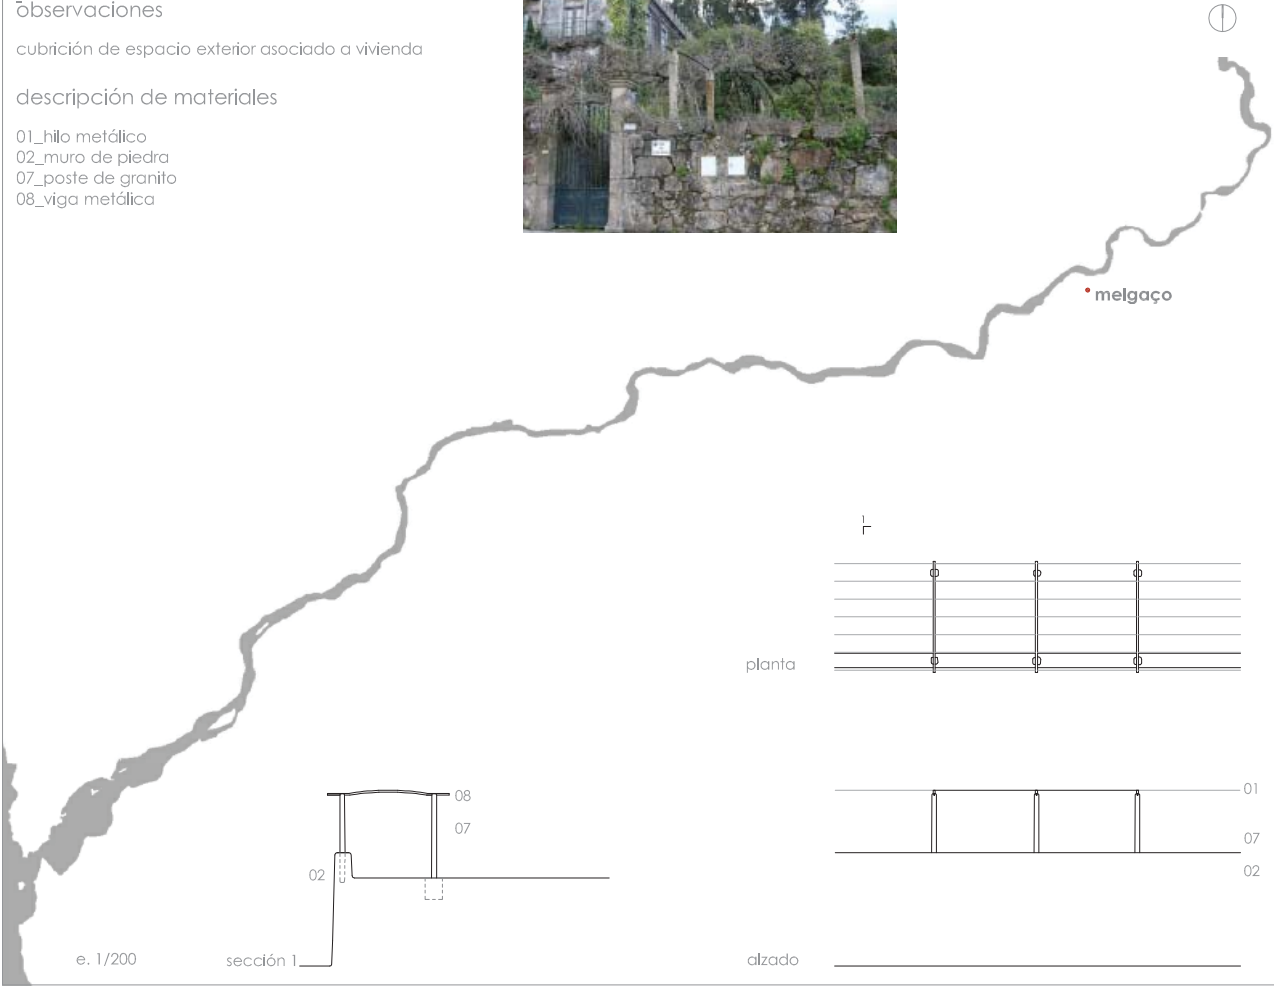 observaciones
cubrición de espacio exterior asociado a vivienda
descripción de materiales
01_hilo metálico
02_muro de piedra
07_poste de granito
08_viga metálica
melgaço
1
planta
08
07
02
01
07
02
e. 1/200
sección 1
alzado